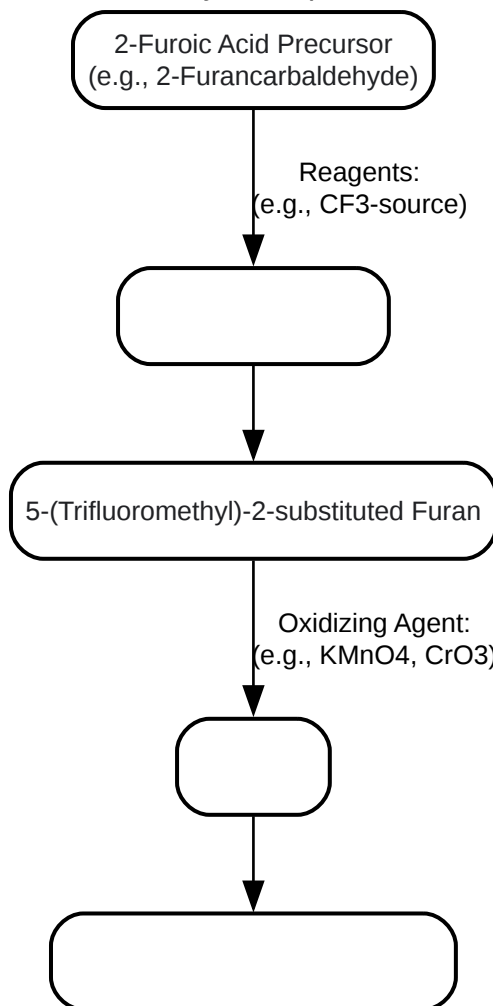 2-Furoic Acid Precursor
(e.g., 2-Furancarbaldehyde)
Reagents:
(e.g., CF3-source)
5-(Trifluoromethyl)-2-substituted Furan
Oxidizing Agent:
(e.g., KMnO4, CrO3)